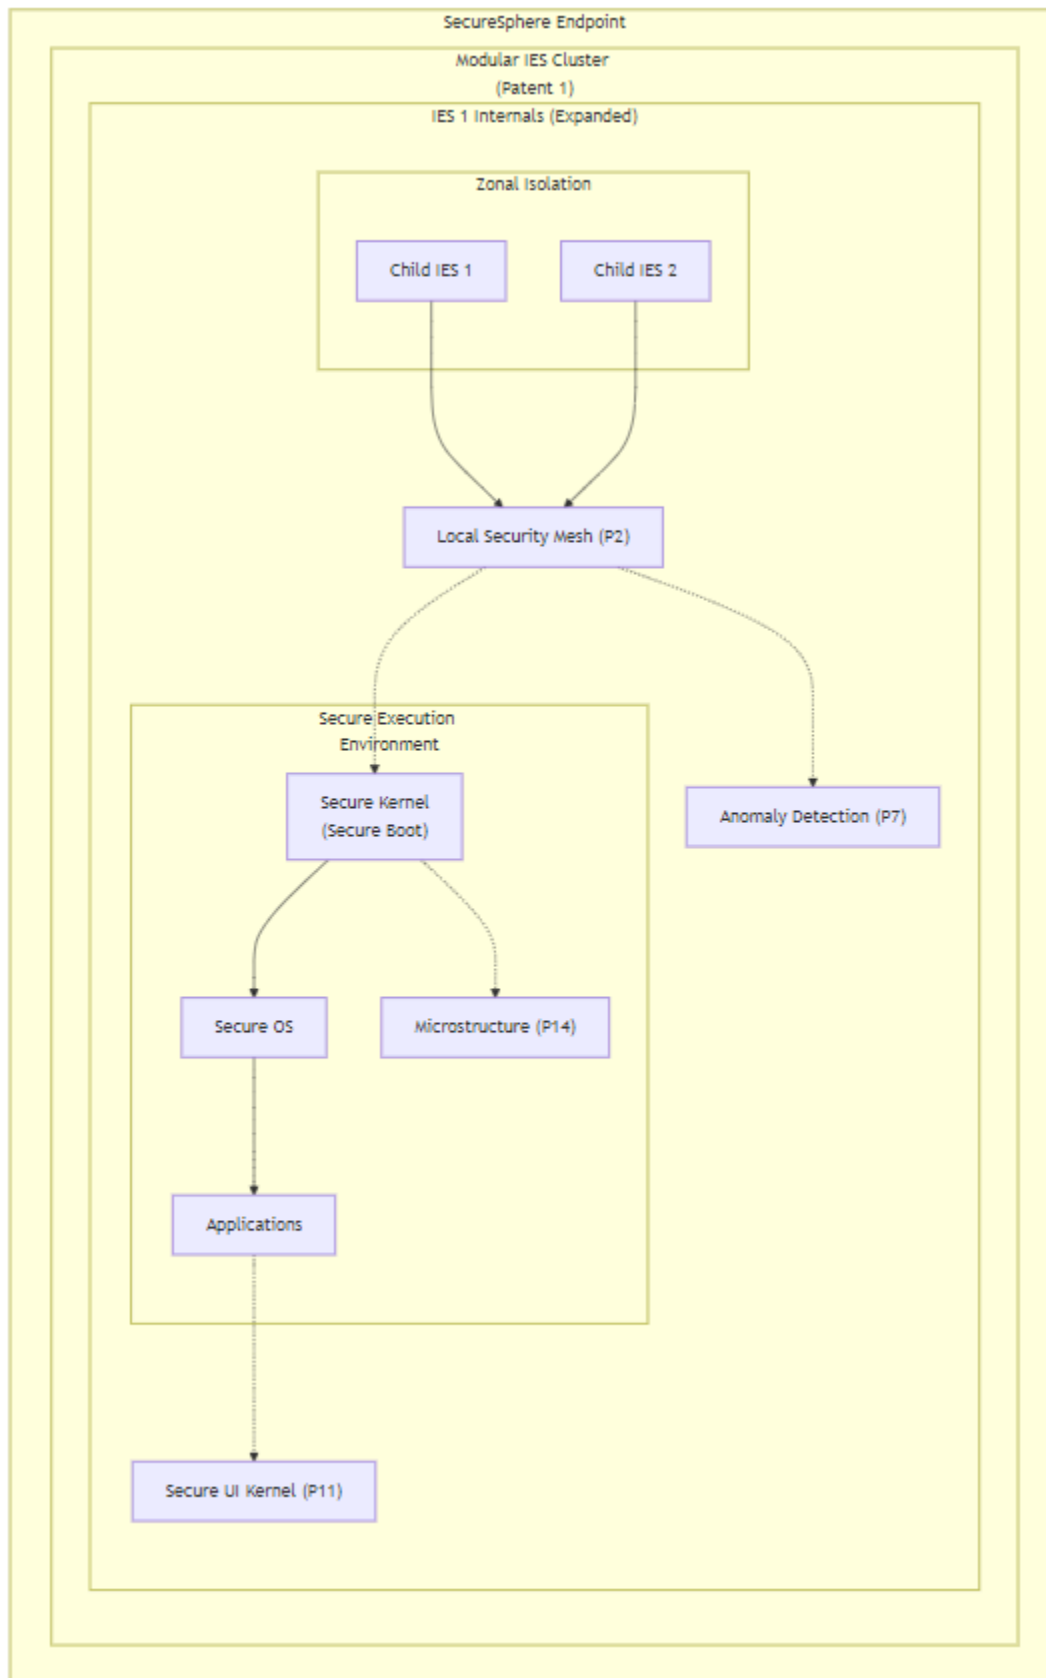 SecureSphere Endpoint
Modular IES Cluster
(Patent 1)
IES 1 Internals (Expanded)
Zonal Isolation
Child IES 1
Child IES 2
Local Security Mesh (P2)
Secure Execution
Environment
Secure Kernel
(Secure Boot)
Anomaly Detection (P7)
Secure OS
Microstructure (P14)
Applications
Secure UI Kernel (P11)